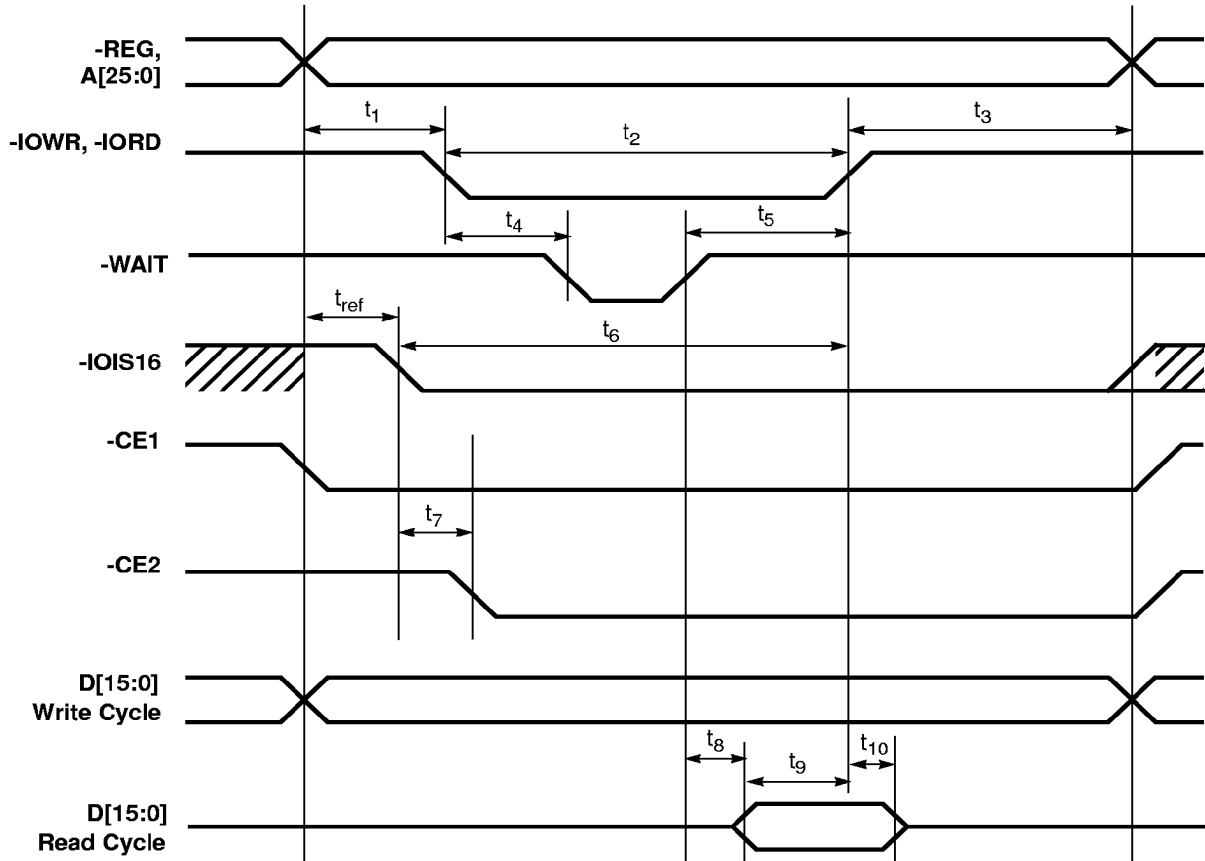 -REG,
A[25:0]
t1
t2
t3
-IOWR, -IORD
t4
t5
-WAIT
tref
t6
-IOIS16
-CE1
t7
-CE2
D[15:0]
Write Cycle
t8
t9
t10
D[15:0]
Read Cycle